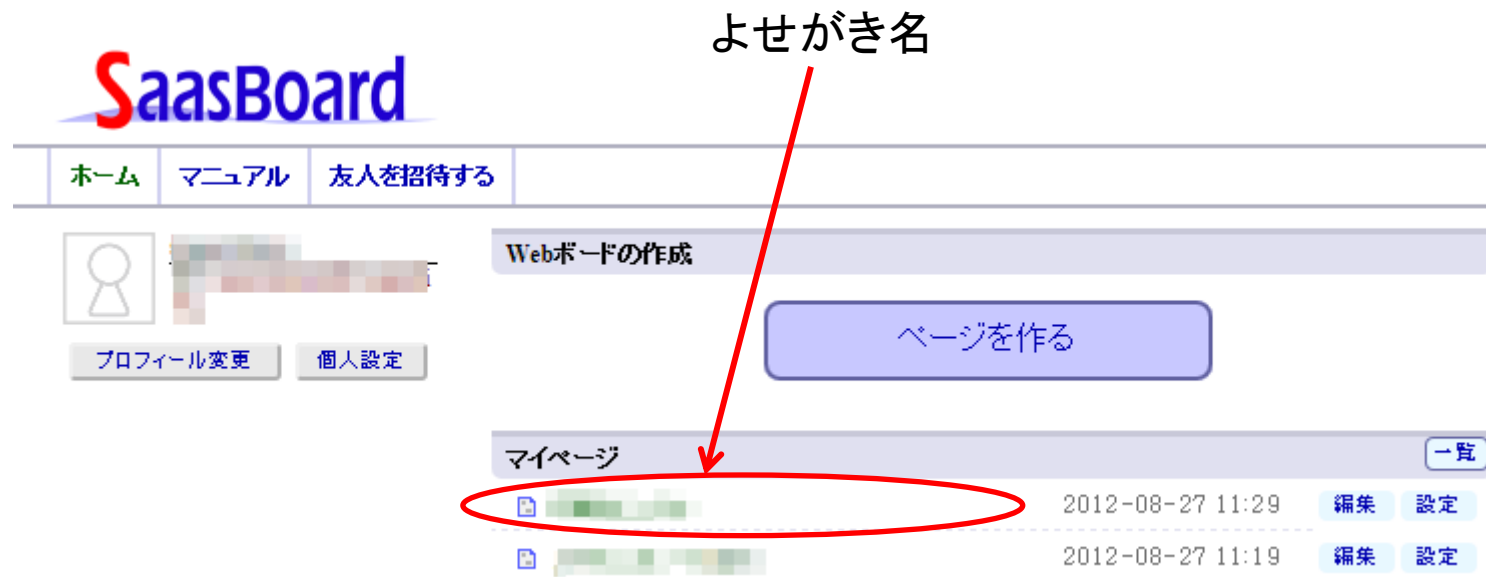 よせがき名
SaasBoard
ホーム マニュアル 友人を招待する
Webボードの作成
ページを作る
プロフィール変更 個人設定
マイページ 一覧
2012-08-27 11:29 編集 設定
2012-08-27 11:19 編集 設定